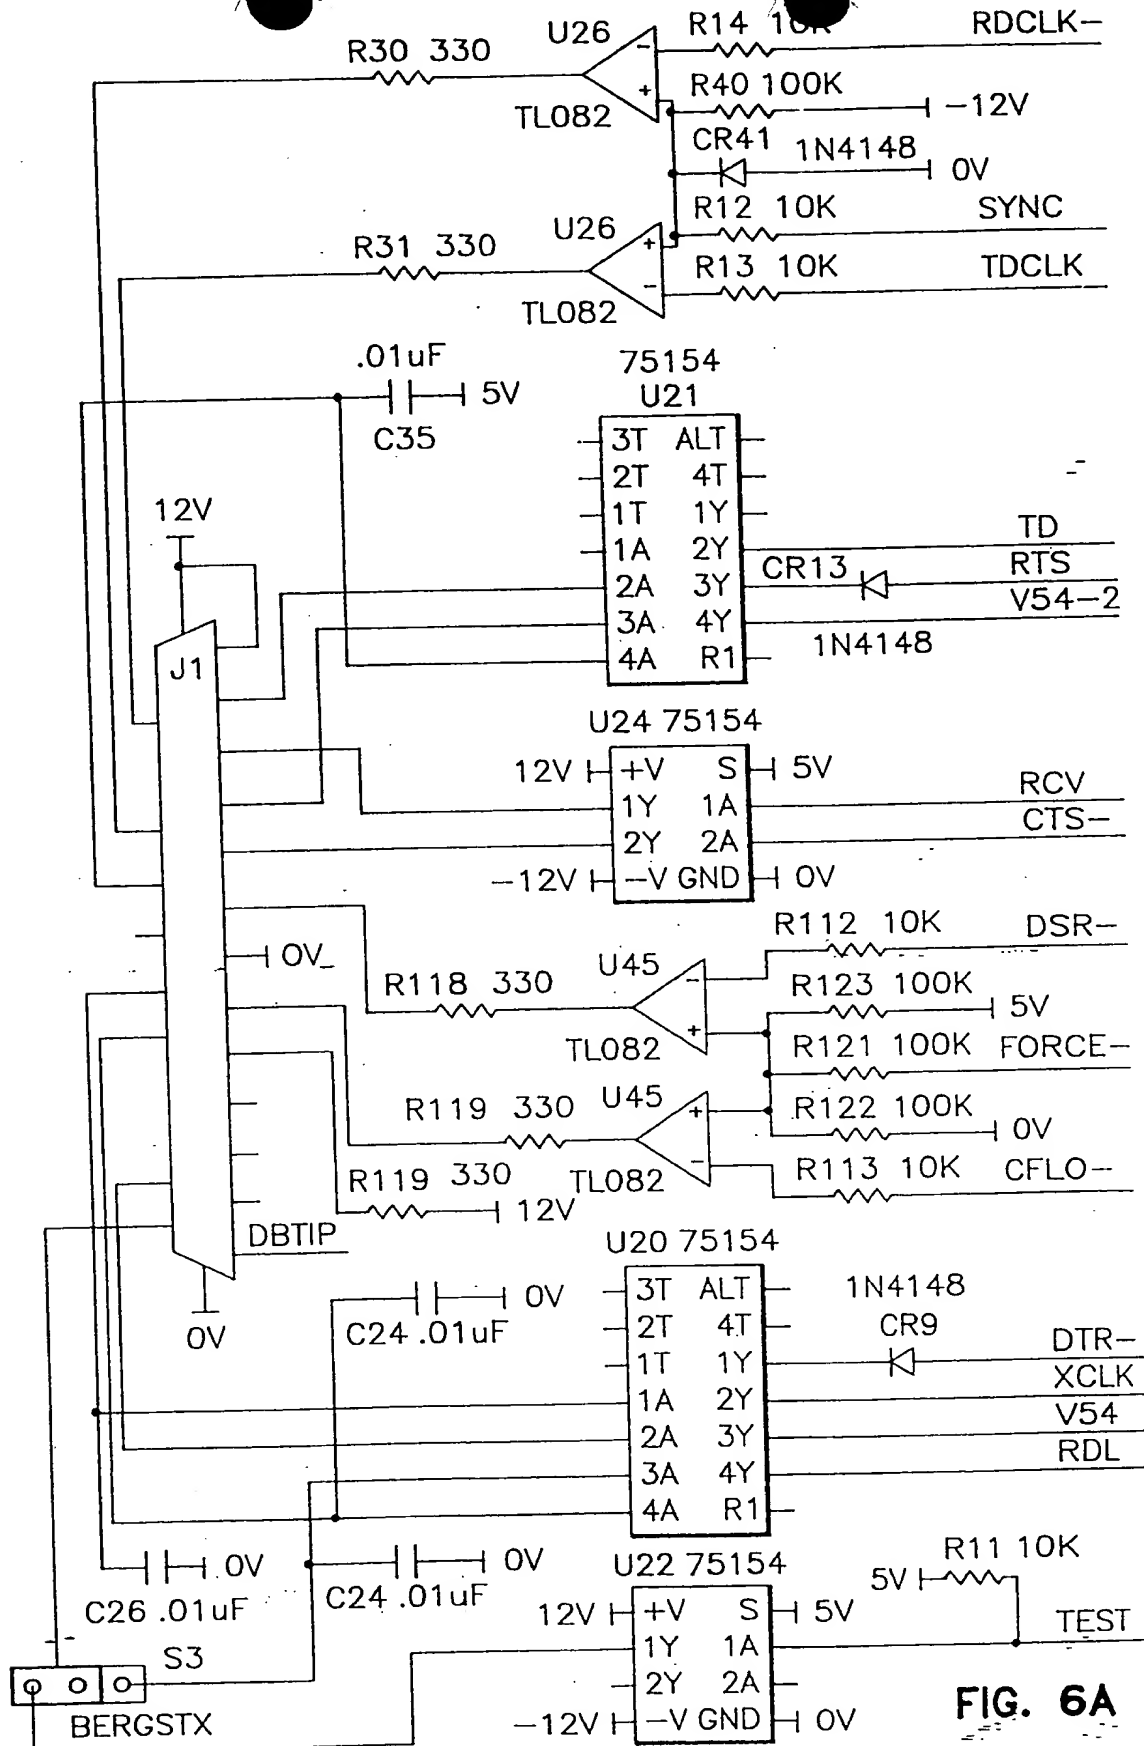 R14 10K RDCLK-
U26
R30 330
R40 100K -12V
TL082
CR41 1N4148 0V
R12 10K SYNC
U26
R31 330
R13 10K TDCLK
TL082
.01uF
5V
C35
75154
U21
3T ALT
2T 4T
1T 1Y
1A 2Y TD
2A 3Y CR13 RTS
3A 4Y V54-2
4A R1 1N4148
12V
J1
U24 75154
12V +V S 5V
1Y 1A RCV
2Y 2A CTS-
-12V -V GND 0V
R112 10K DSR-
0V
U45
R118 330
R123 100K 5V
TL082
R121 100K FORCE-
U45
R119 330
R122 100K 0V
TL082
R113 10K CFLO-
R119 330
12V
DBTIP
0V
U20 75154
3T ALT 1N4148
2T 4T CR9
1T 1Y DTR-
1A 2Y XCLK
2A 3Y V54
3A 4Y RDL
4A R1
0V
C24 .01uF
0V
C26 .01uF
0V
C24 .01uF
U22 75154
R11 10K
5V
12V +V S 5V
1Y 1A TEST
2Y 2A
-12V -V GND 0V
S3
BERGSTX
FIG. 6A